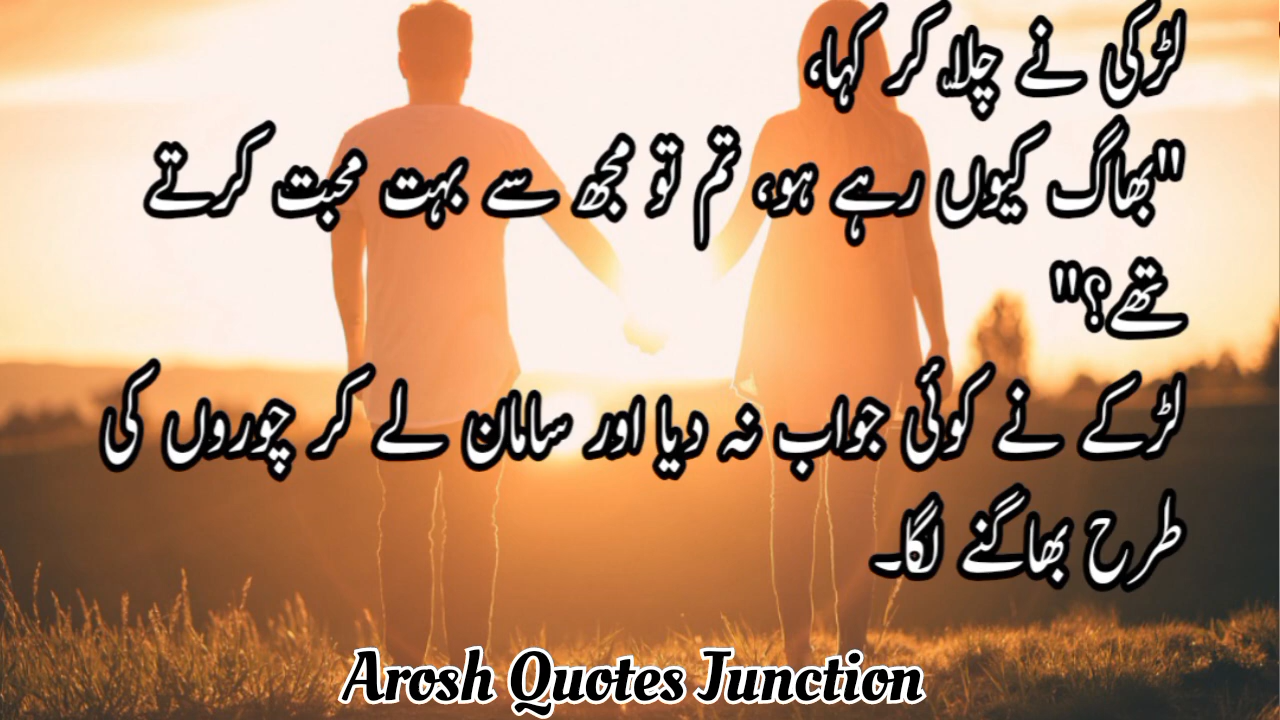 لڑکی نے چلّا کر کہا،
"بھاگ کیوں رہے ہو، تم تو مجھ سے بہت محبت کرتے
تھے؟"
لڑکے نے کوئی جواب نہ دیا اور سامان لے کر چوروں کی
طرح بھاگنے لگا۔
Arosh Quotes Junction